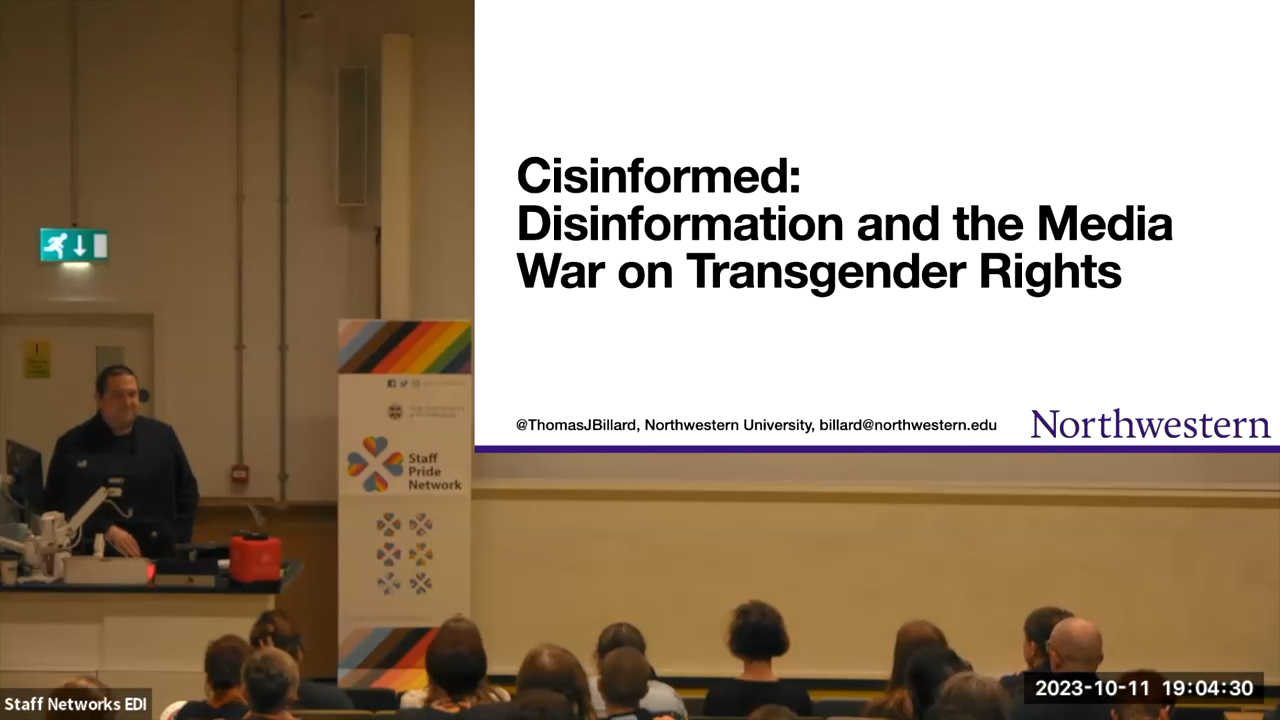 Cisinformed:
Disinformation and the Media
War on Transgender Rights
@ThomasJBillard, Northwestern University, billard@northwestern.edu
Northwestern
Staff
Pride
Network
Staff Networks EDI
2023-10-11 19:04:30